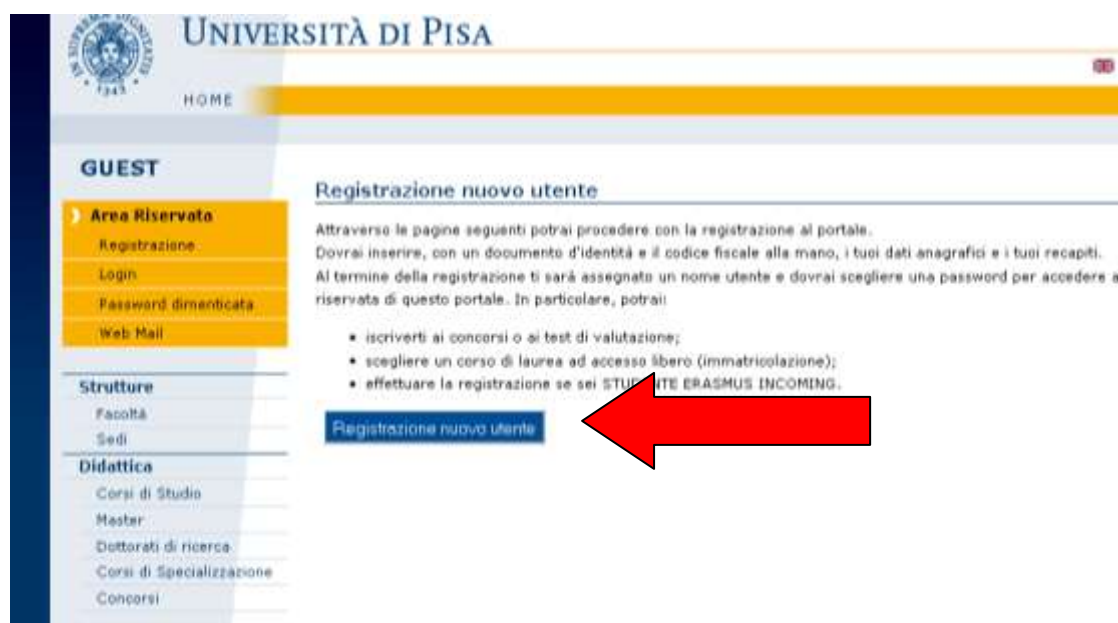 IN SUPREMÆ DIGNITATIS
1343
UNIVERSITÀ DI PISA
HOME
GUEST
Area Riservata
Registrazione
Login
Password dimenticata
Web Mail
Strutture
Facoltà
Sedi
Didattica
Corsi di Studio
Master
Dottorati di ricerca
Corsi di Specializzazione
Concorsi
Registrazione nuovo utente
Attraverso le pagine seguenti potrai procedere con la registrazione al portale.
Dovrai inserire, con un documento d'identità e il codice fiscale alla mano, i tuoi dati anagrafici e i tuoi recapiti.
Al termine della registrazione ti sarà assegnato un nome utente e dovrai scegliere una password per accedere a
riservata di questo portale. In particolare, potrai:
• iscriverti ai concorsi o ai test di valutazione;
• scegliere un corso di laurea ad accesso libero (immatricolazione);
• effettuare la registrazione se sei STUDENTE ERASMUS INCOMING.
Registrazione nuovo utente